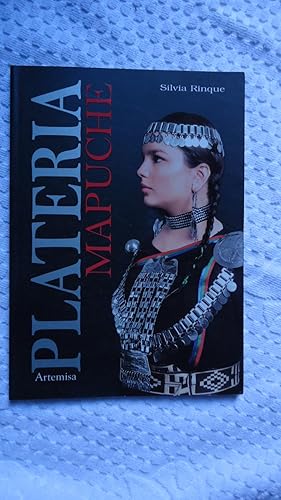 Silvia Rinque
PLATERIA
MAPUCHE
Artemisa